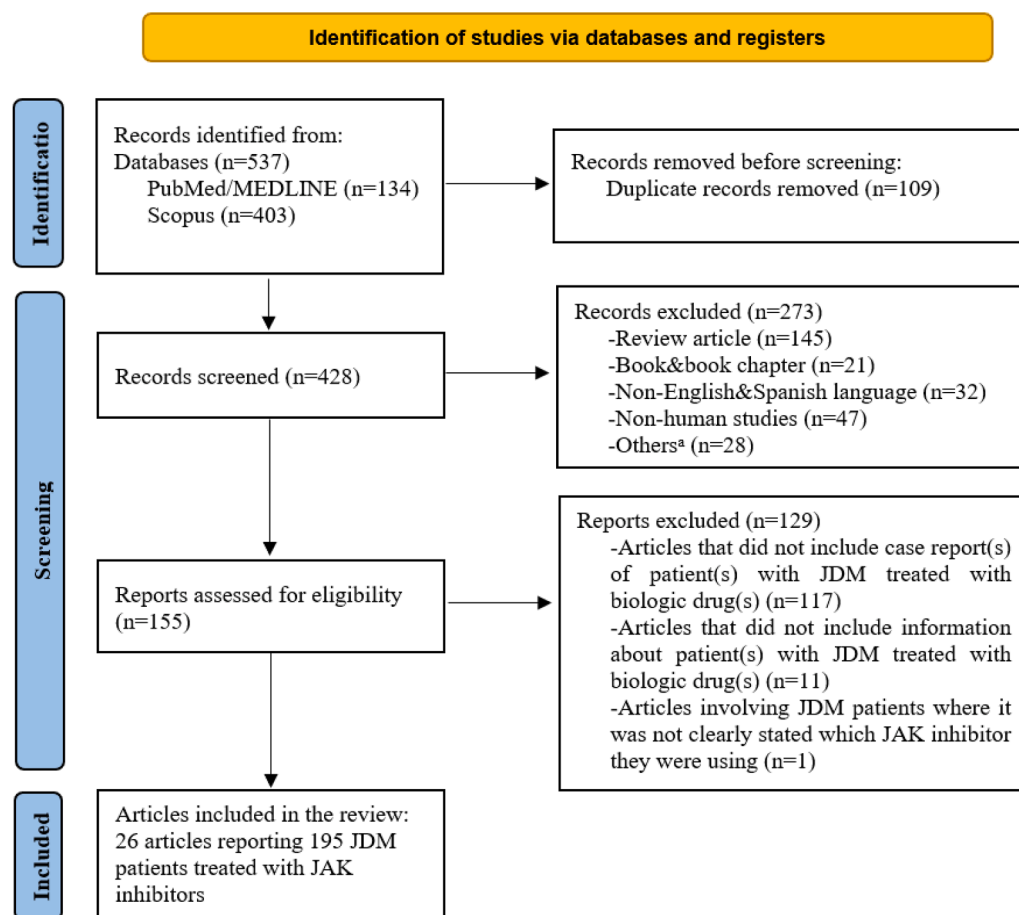 Identification of studies via databases and registers
Identificatio
Records identified from:
Databases (n=537)
PubMed/MEDLINE (n=134)
Scopus (n=403)
Records removed before screening:
Duplicate records removed (n=109)
Screening
Records screened (n=428)
Records excluded (n=273)
-Review article (n=145)
-Book&book chapter (n=21)
-Non-English&Spanish language (n=32)
-Non-human studies (n=47)
-Othersᵃ (n=28)
Reports assessed for eligibility
(n=155)
Reports excluded (n=129)
-Articles that did not include case report(s)
of patient(s) with JDM treated with
biologic drug(s) (n=117)
-Articles that did not include information
about patient(s) with JDM treated with
biologic drug(s) (n=11)
-Articles involving JDM patients where it
was not clearly stated which JAK inhibitor
they were using (n=1)
Included
Articles included in the review:
26 articles reporting 195 JDM
patients treated with JAK
inhibitors